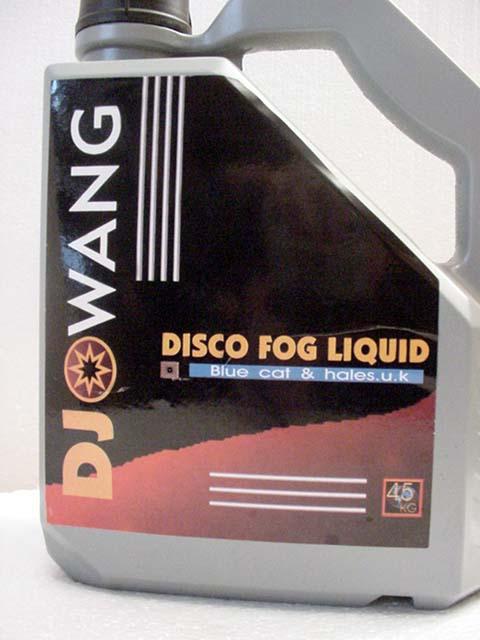 DJ WANG
DISCO FOG LIQUID
Blue cat & hales.u.k
4,5
KG